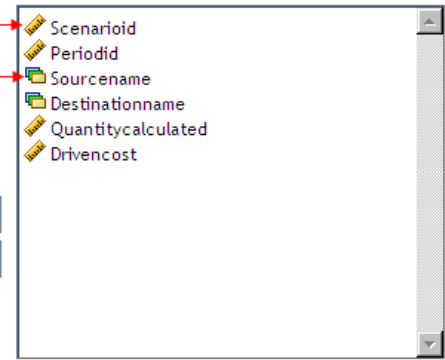 Scenarioid
Periodid
Sourcename
Destinationname
Quantitycalculated
Drivencost